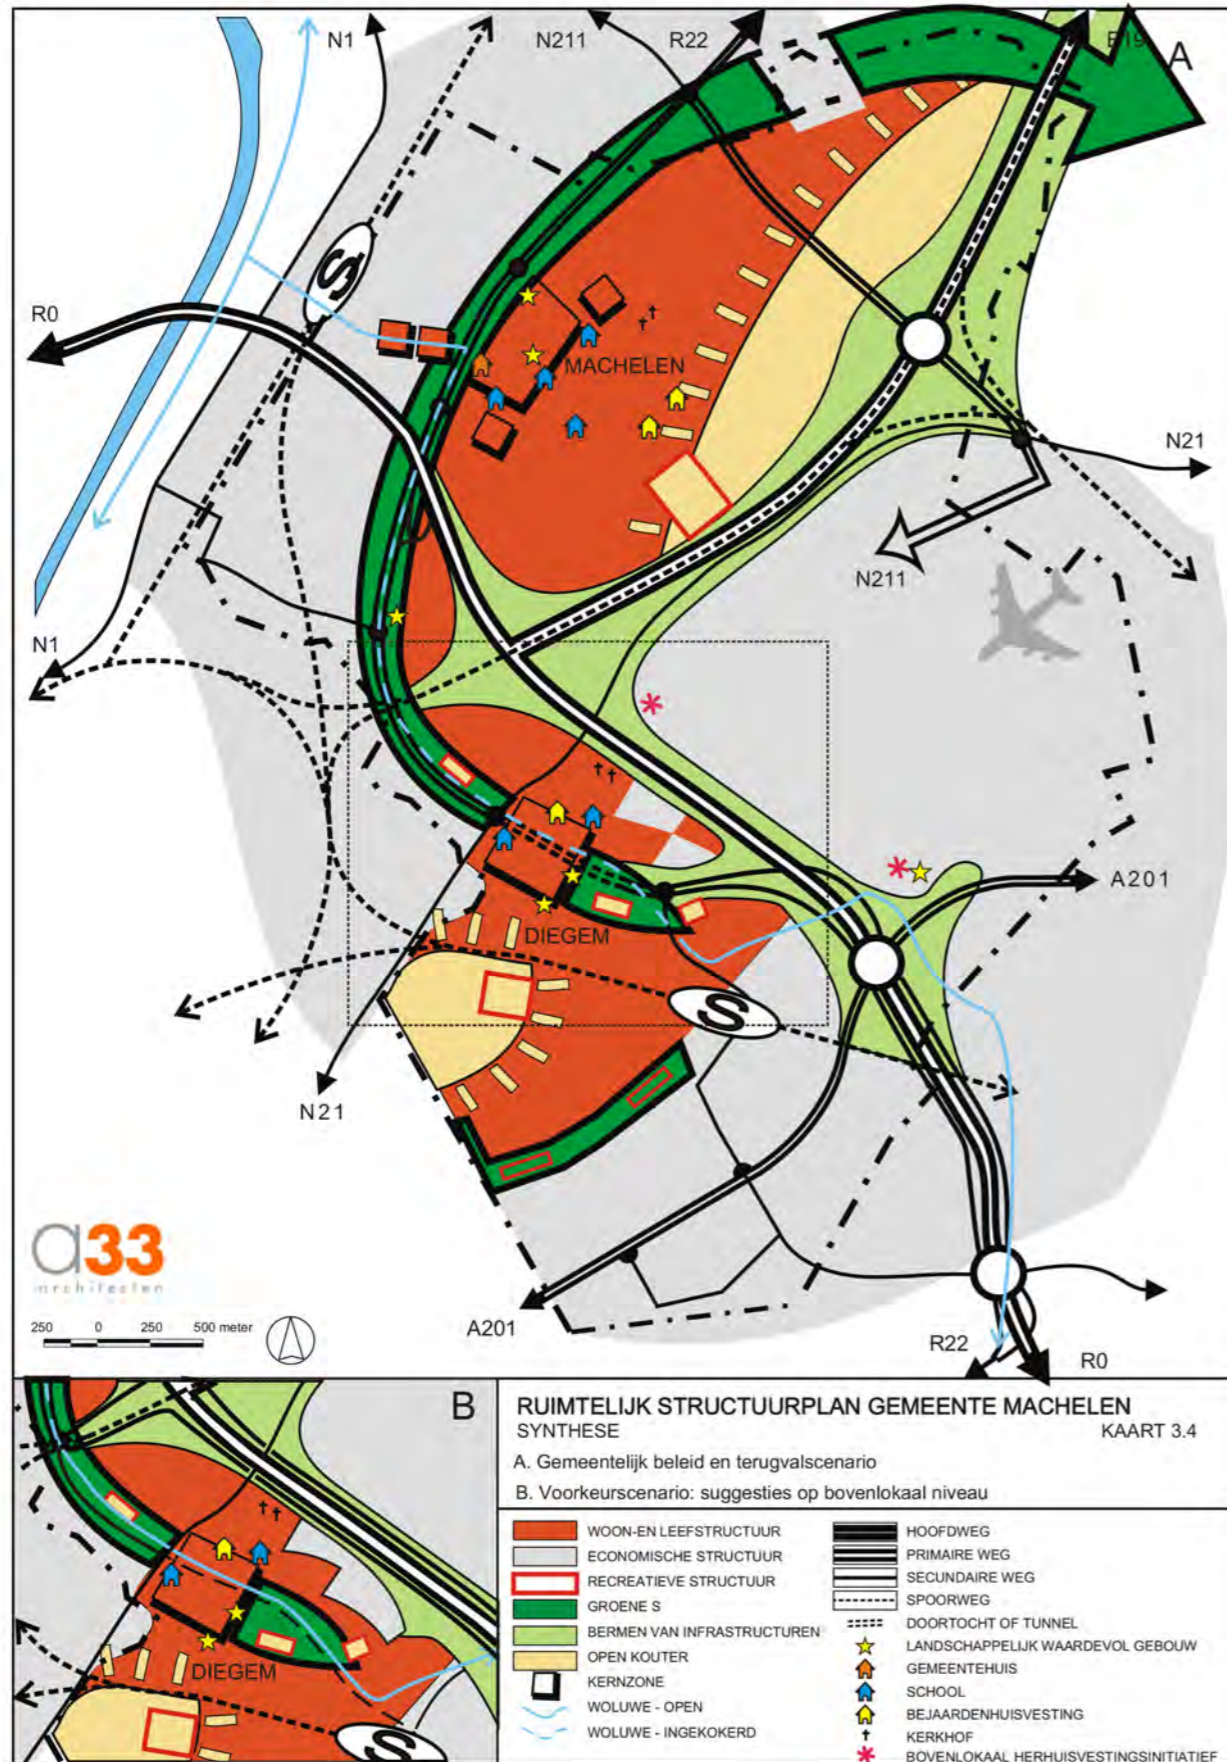 N1
N211
R22
E19
A
S
R0
MACHELEN
N21
N211
N1
A201
DIEGEM
S
N21
a33
architecten
250 0 250 500 meter
A201
R22
R0
B
DIEGEM
S
RUIMTELIJK STRUCTUURPLAN GEMEENTE MACHELEN
SYNTHESE KAART 3.4
A. Gemeentelijk beleid en terugvalscenario
B. Voorkeurscenario: suggesties op bovenlokaal niveau
WOON-EN LEEFSTRUCTUUR
ECONOMISCHE STRUCTUUR
RECREATIEVE STRUCTUUR
GROENE S
BERMEN VAN INFRASTRUCTUREN
OPEN KOUTER
KERNZONE
WOLUWE - OPEN
WOLUWE - INGEKOKERD
HOOFDWEG
PRIMAIRE WEG
SECUNDAIRE WEG
SPOORWEG
DOORTOCHT OF TUNNEL
LANDSCHAPPELIJK WAARDEVOL GEBOUW
GEMEENTEHUIS
SCHOOL
BEJAARDENHUISVESTING
KERKHOF
BOVENLOKAAL HERHUISVESTINGSINITIATIEF